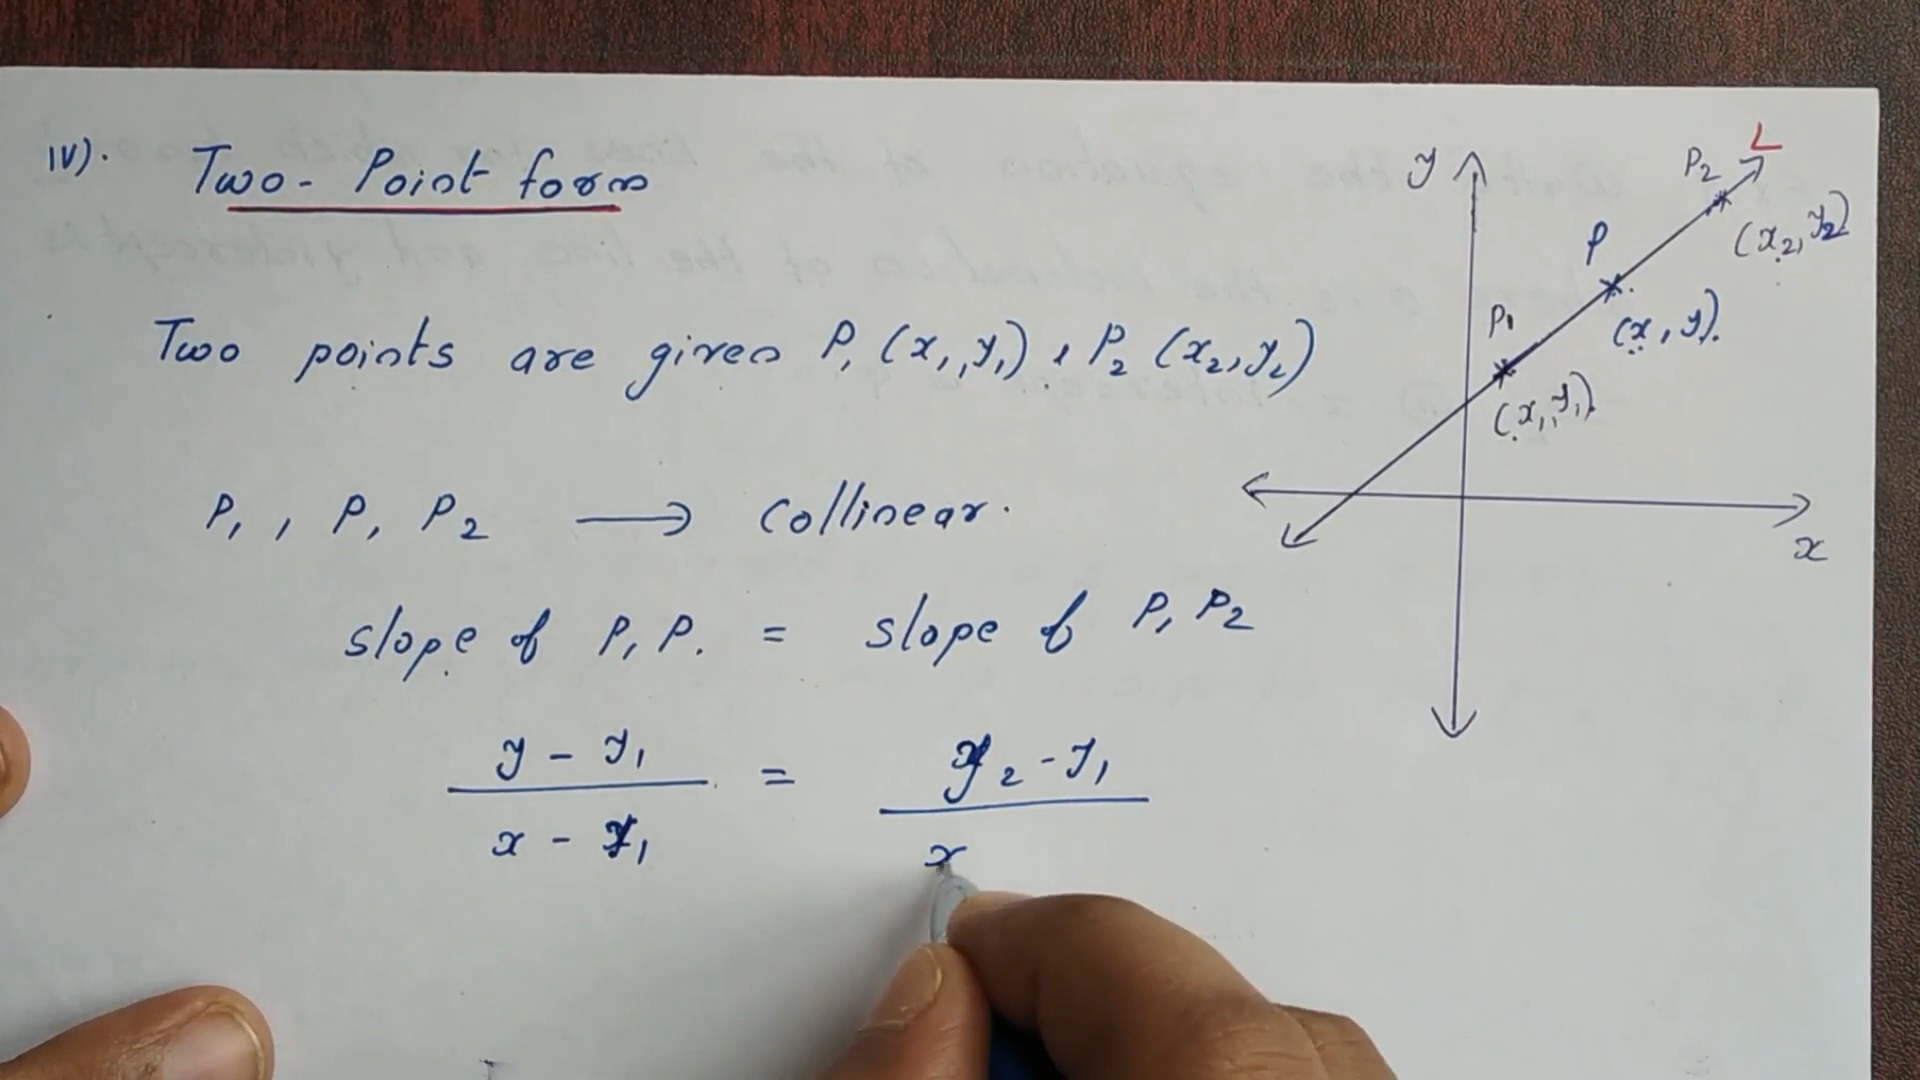 iv). Two-Point form
Two points are given P₁ (x₁, y₁), P₂ (x₂, y₂)
P₁, P, P₂ ⟶ Collinear.
slope of P₁P. = slope of P₁P₂
y - y₁ = y₂ - y₁
x - x₁ x
y
L
P₂
(x₂, y₂)
P
(x, y).
P₁
(x₁, y₁).
x